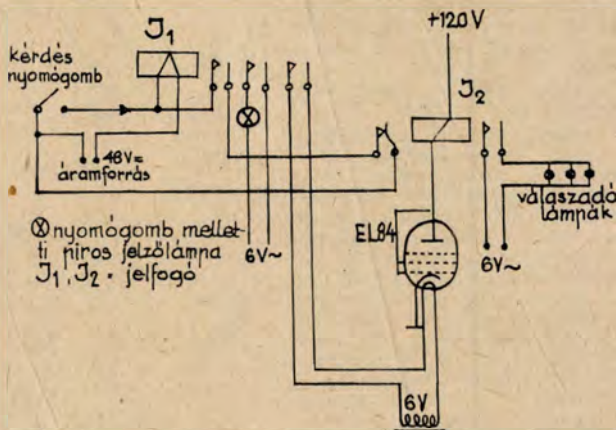 J₁
+120V
kérdés
nyomógomb
J₂
48V=
áramforrás
⊗ nyomógomb mellet-
ti piros jelzőlámpa
J₁, J₂ = jelfogó
6V~
EL84
6V~
válaszadó
lámpák
6V